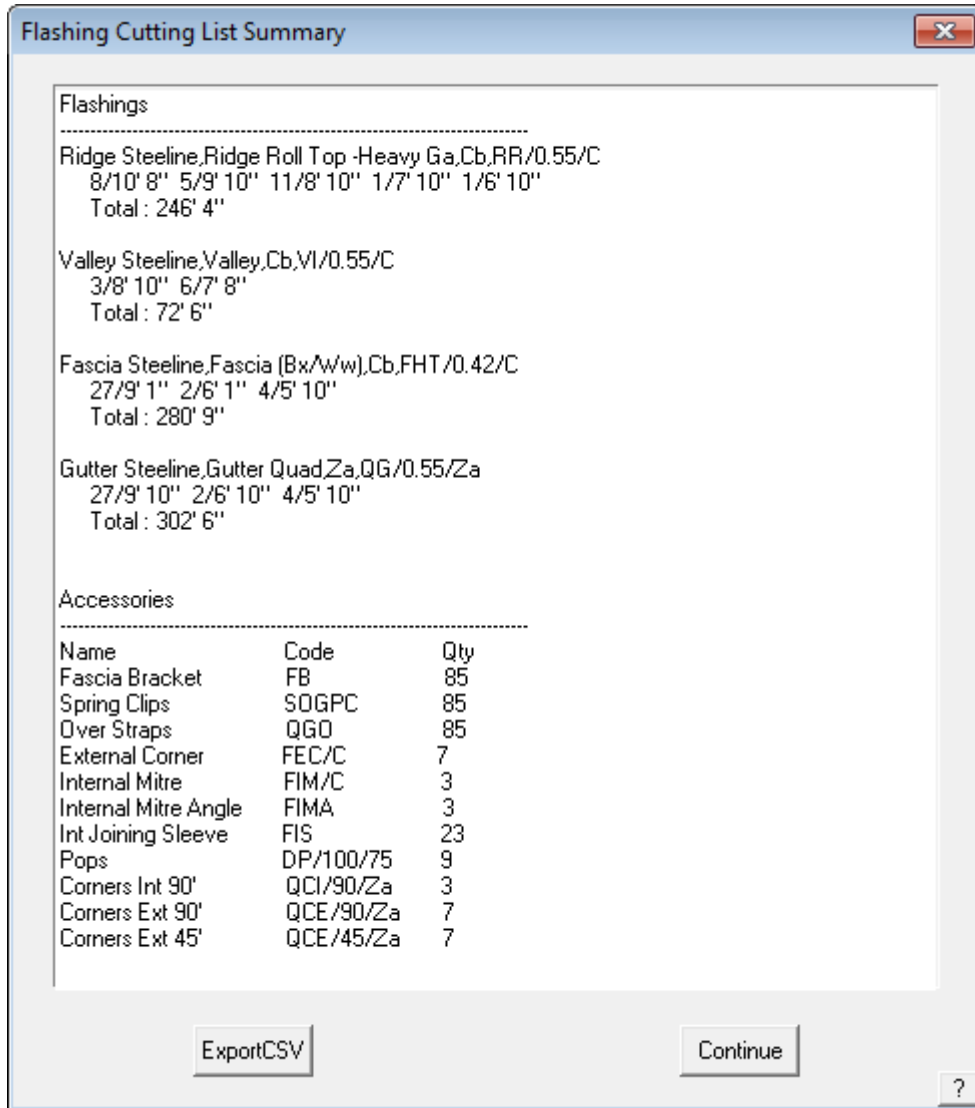 Flashing Cutting List Summary
Flashings
------------------------------------------------------------------------------
Ridge Steeline,Ridge Roll Top -Heavy Ga,Cb,RR/0.55/C
8/10' 8'' 5/9' 10'' 11/8' 10'' 1/7' 10'' 1/6' 10''
Total : 246' 4''
Valley Steeline,Valley,Cb,Vl/0.55/C
3/8' 10'' 6/7' 8''
Total : 72' 6''
Fascia Steeline,Fascia (Bx/Ww),Cb,FHT/0.42/C
27/9' 1'' 2/6' 1'' 4/5' 10''
Total : 280' 9''
Gutter Steeline,Gutter Quad,Za,QG/0.55/Za
27/9' 10'' 2/6' 10'' 4/5' 10''
Total : 302' 6''
Accessories
------------------------------------------------------------------------------
Name Code Qty
Fascia Bracket FB 85
Spring Clips SOGPC 85
Over Straps QGO 85
External Corner FEC/C 7
Internal Mitre FIM/C 3
Internal Mitre Angle FIMA 3
Int Joining Sleeve FIS 23
Pops DP/100/75 9
Corners Int 90' QCI/90/Za 3
Corners Ext 90' QCE/90/Za 7
Corners Ext 45' QCE/45/Za 7
ExportCSV Continue
?